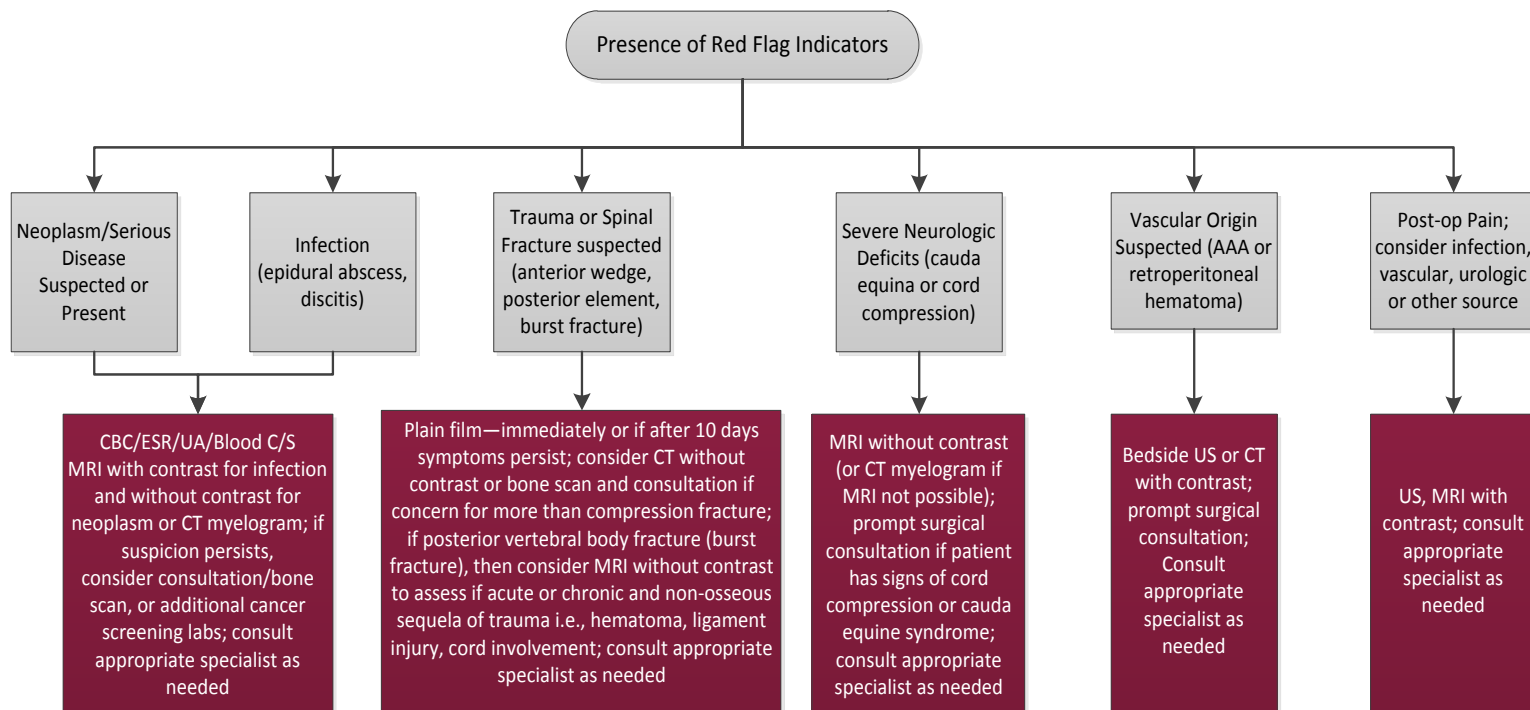 Presence of Red Flag Indicators
Neoplasm/Serious
Disease
Suspected or
Present
Infection
(epidural abscess,
discitis)
Trauma or Spinal
Fracture suspected
(anterior wedge,
posterior element,
burst fracture)
Severe Neurologic
Deficits (cauda
equina or cord
compression)
Vascular Origin
Suspected (AAA or
retroperitoneal
hematoma)
Post-op Pain;
consider infection,
vascular, urologic
or other source
CBC/ESR/UA/Blood C/S
MRI with contrast for infection
and without contrast for
neoplasm or CT myelogram; if
suspicion persists,
consider consultation/bone
scan, or additional cancer
screening labs; consult
appropriate specialist as
needed
Plain film—immediately or if after 10 days
symptoms persist; consider CT without
contrast or bone scan and consultation if
concern for more than compression fracture;
if posterior vertebral body fracture (burst
fracture), then consider MRI without contrast
to assess if acute or chronic and non-osseous
sequela of trauma i.e., hematoma, ligament
injury, cord involvement; consult appropriate
specialist as needed
MRI without contrast
(or CT myelogram if
MRI not possible);
prompt surgical
consultation if patient
has signs of cord
compression or cauda
equine syndrome;
consult appropriate
specialist as needed
Bedside US or CT
with contrast;
prompt surgical
consultation;
Consult
appropriate
specialist as
needed
US, MRI with
contrast; consult
appropriate
specialist as
needed